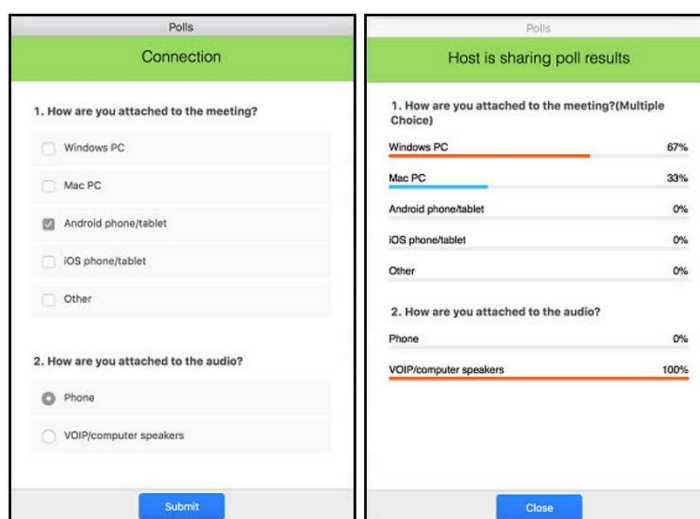 Polls
Connection
1. How are you attached to the meeting?
Windows PC
Mac PC
Android phone/tablet
iOS phone/tablet
Other
2. How are you attached to the audio?
Phone
VOIP/computer speakers
Submit
Polls
Host is sharing poll results
1. How are you attached to the meeting?(Multiple
Choice)
Windows PC 67%
Mac PC 33%
Android phone/tablet 0%
iOS phone/tablet 0%
Other 0%
2. How are you attached to the audio?
Phone 0%
VOIP/computer speakers 100%
Close